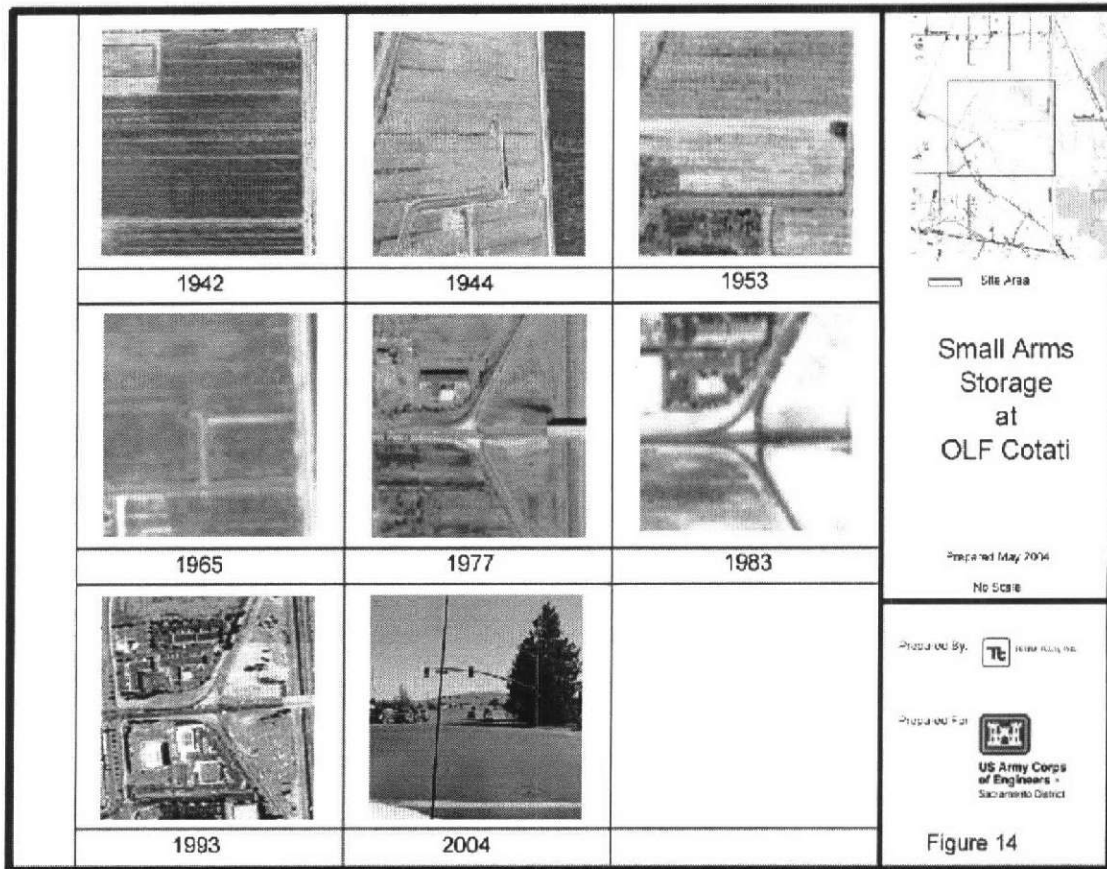 1942
1944
1953
Site Area
1965
1977
1983
Small Arms
Storage
at
OLF Cotati
Prepared May 2004
No Scale
1993
2004
Prepared By:
Tt
Prepared For
US Army Corps
of Engineers
Sacramento District
Figure 14